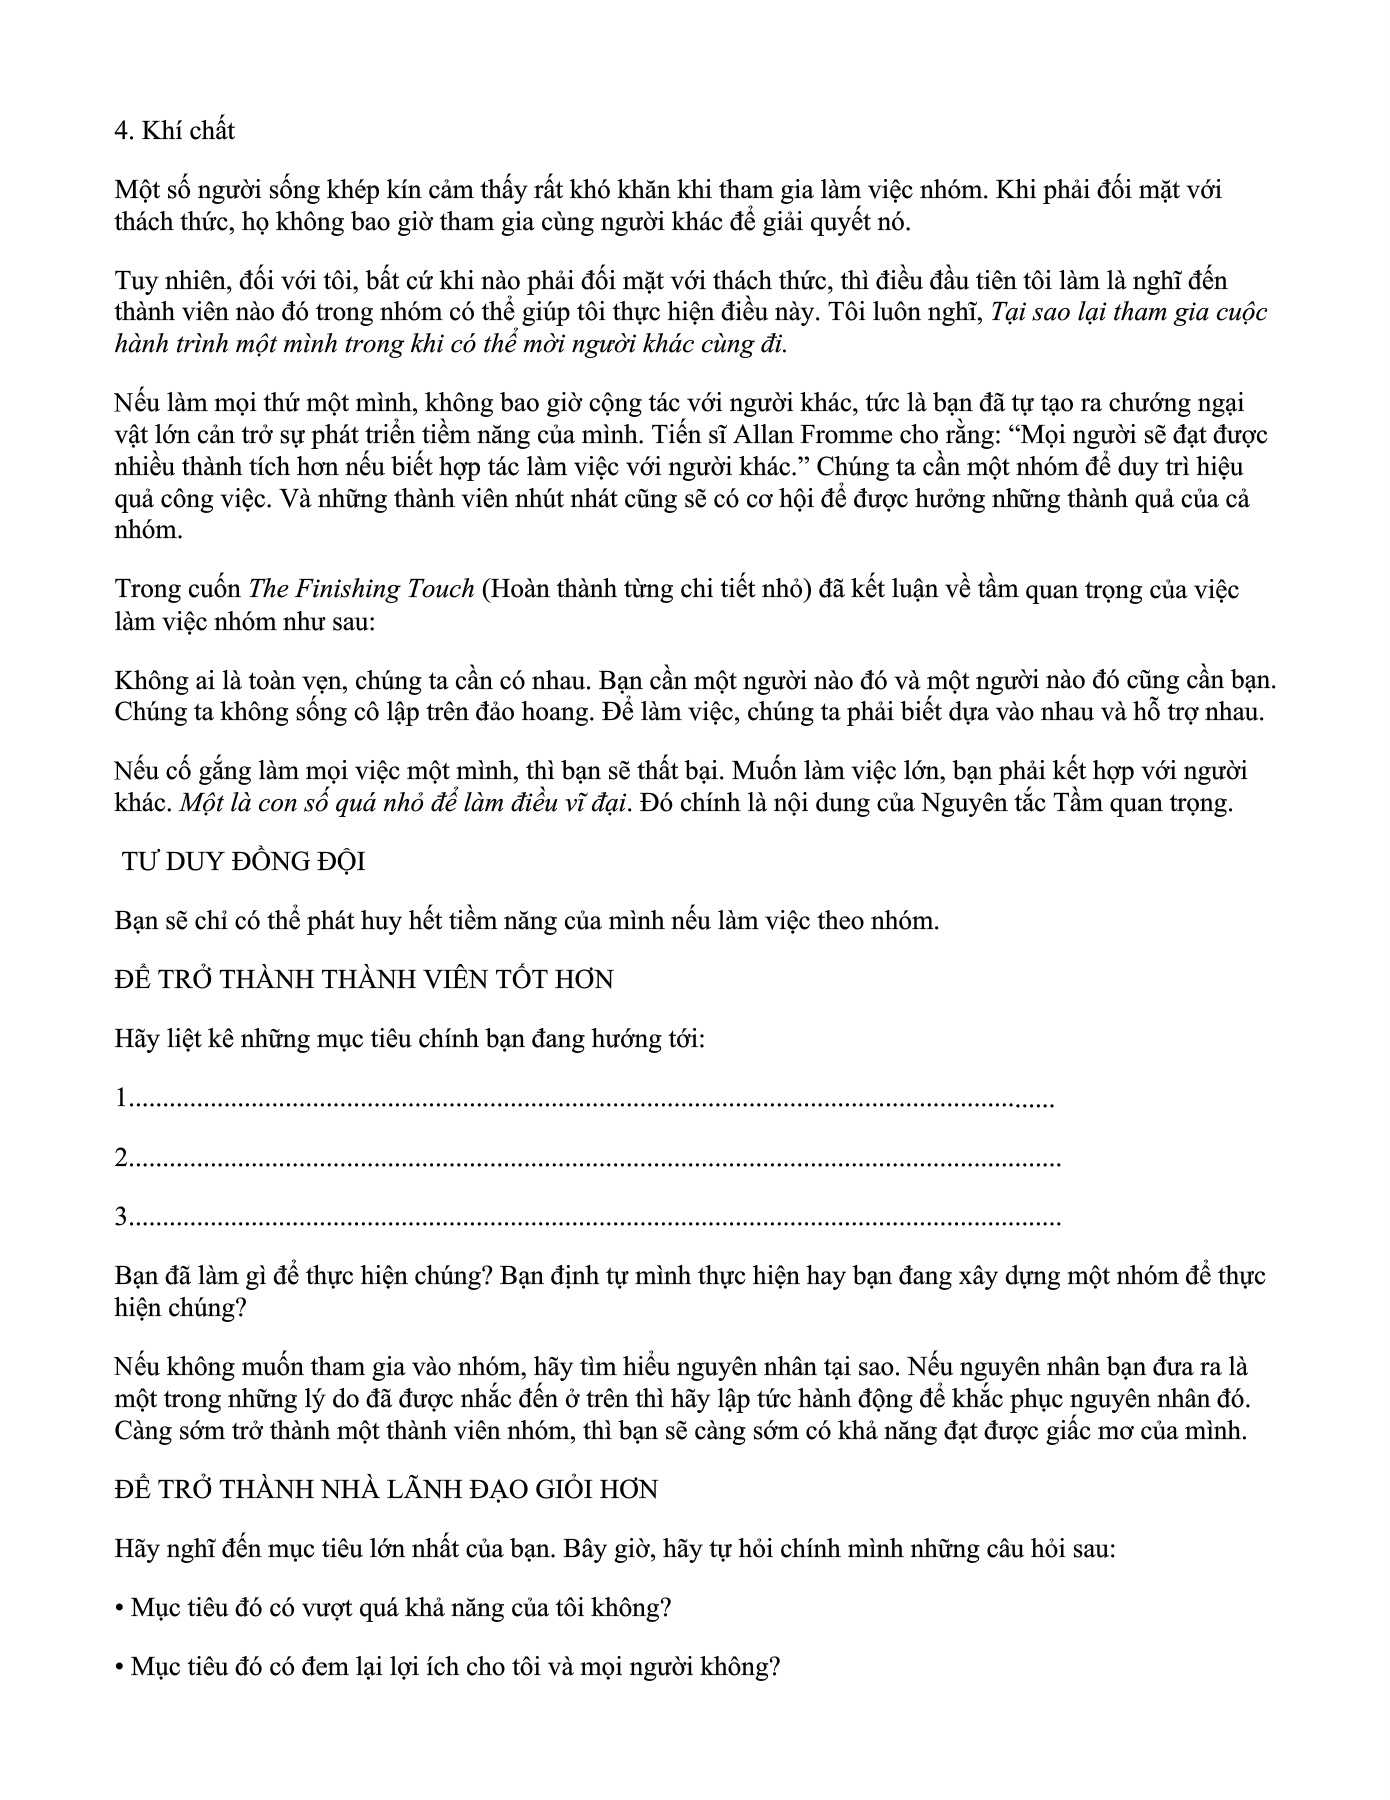 4. Khí chất
Một số người sống khép kín cảm thấy rất khó khăn khi tham gia làm việc nhóm. Khi phải đối mặt với
thách thức, họ không bao giờ tham gia cùng người khác để giải quyết nó.
Tuy nhiên, đối với tôi, bất cứ khi nào phải đối mặt với thách thức, thì điều đầu tiên tôi làm là nghĩ đến
thành viên nào đó trong nhóm có thể giúp tôi thực hiện điều này. Tôi luôn nghĩ, Tại sao lại tham gia cuộc
hành trình một mình trong khi có thể mời người khác cùng đi.
Nếu làm mọi thứ một mình, không bao giờ cộng tác với người khác, tức là bạn đã tự tạo ra chướng ngại
vật lớn cản trở sự phát triển tiềm năng của mình. Tiến sĩ Allan Fromme cho rằng: “Mọi người sẽ đạt được
nhiều thành tích hơn nếu biết hợp tác làm việc với người khác.” Chúng ta cần một nhóm để duy trì hiệu
quả công việc. Và những thành viên nhút nhát cũng sẽ có cơ hội để được hưởng những thành quả của cả
nhóm.
Trong cuốn The Finishing Touch (Hoàn thành từng chi tiết nhỏ) đã kết luận về tầm quan trọng của việc
làm việc nhóm như sau:
Không ai là toàn vẹn, chúng ta cần có nhau. Bạn cần một người nào đó và một người nào đó cũng cần bạn.
Chúng ta không sống cô lập trên đảo hoang. Để làm việc, chúng ta phải biết dựa vào nhau và hỗ trợ nhau.
Nếu cố gắng làm mọi việc một mình, thì bạn sẽ thất bại. Muốn làm việc lớn, bạn phải kết hợp với người
khác. Một là con số quá nhỏ để làm điều vĩ đại. Đó chính là nội dung của Nguyên tắc Tầm quan trọng.
TƯ DUY ĐỒNG ĐỘI
Bạn sẽ chỉ có thể phát huy hết tiềm năng của mình nếu làm việc theo nhóm.
ĐỂ TRỞ THÀNH THÀNH VIÊN TỐT HƠN
Hãy liệt kê những mục tiêu chính bạn đang hướng tới:
1.........................................................................................................................................
2.........................................................................................................................................
3.........................................................................................................................................
Bạn đã làm gì để thực hiện chúng? Bạn định tự mình thực hiện hay bạn đang xây dựng một nhóm để thực
hiện chúng?
Nếu không muốn tham gia vào nhóm, hãy tìm hiểu nguyên nhân tại sao. Nếu nguyên nhân bạn đưa ra là
một trong những lý do đã được nhắc đến ở trên thì hãy lập tức hành động để khắc phục nguyên nhân đó.
Càng sớm trở thành một thành viên nhóm, thì bạn sẽ càng sớm có khả năng đạt được giấc mơ của mình.
ĐỂ TRỞ THÀNH NHÀ LÃNH ĐẠO GIỎI HƠN
Hãy nghĩ đến mục tiêu lớn nhất của bạn. Bây giờ, hãy tự hỏi chính mình những câu hỏi sau:
• Mục tiêu đó có vượt quá khả năng của tôi không?
• Mục tiêu đó có đem lại lợi ích cho tôi và mọi người không?